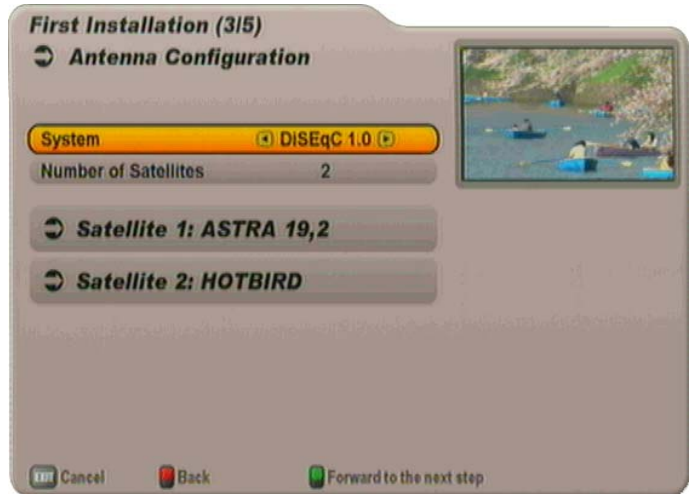 First Installation (3/5)
Antenna Configuration
System DiSEqC 1.0
Number of Satellites 2
Satellite 1: ASTRA 19,2
Satellite 2: HOTBIRD
EXIT Cancel Back Forward to the next step